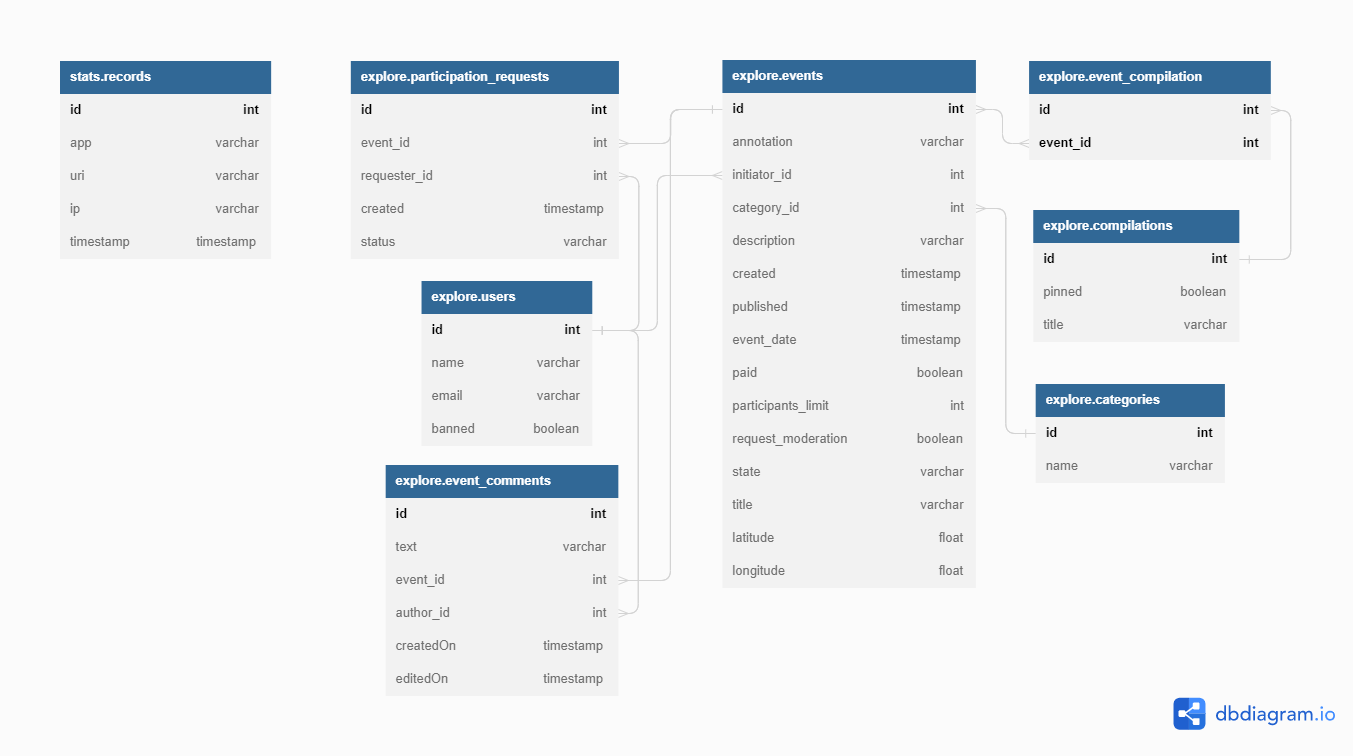 stats.records
id int
app varchar
uri varchar
ip varchar
timestamp timestamp
explore.participation_requests
id int
event_id int
requester_id int
created timestamp
status varchar
explore.users
id int
name varchar
email varchar
banned boolean
explore.event_comments
id int
text varchar
event_id int
author_id int
createdOn timestamp
editedOn timestamp
explore.events
id int
annotation varchar
initiator_id int
category_id int
description varchar
created timestamp
published timestamp
event_date timestamp
paid boolean
participants_limit int
request_moderation boolean
state varchar
title varchar
latitude float
longitude float
explore.event_compilation
id int
event_id int
explore.compilations
id int
pinned boolean
title varchar
explore.categories
id int
name varchar
dbdiagram.io